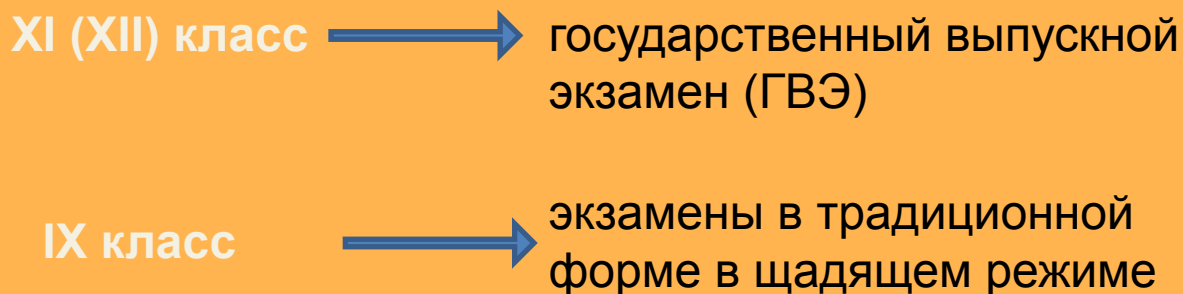 XI (XII) класс государственный выпускной
экзамен (ГВЭ)
IX класс
экзамены в традиционной
форме в щадящем режиме